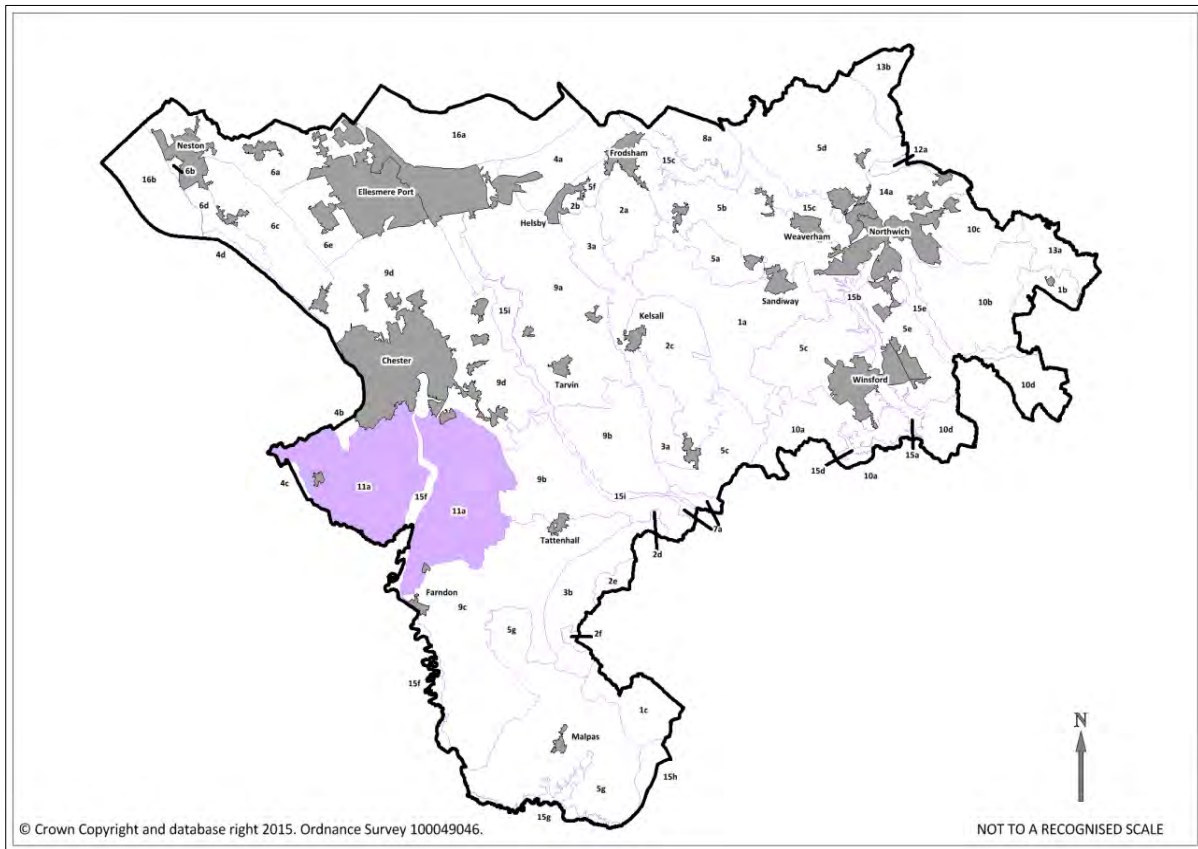 13b
16a
8a
12a
5d
Neston
Frodsham
4a
15c
6b
6a
16b
Ellesmere Port
5f
2b
14a
6d
2a
5b
15c
Helsby
Weaverham
Northwich
10c
6c
6e
3a
13a
4d
5a
9d
9a
Sandiway
1b
15b
10b
15i
15e
Kelsall
1a
5e
2c
5c
Chester
Winsford
9d
Tarvin
10d
4b
9b
3a
10a
10d
5c
15d
15a
10a
4c
11a
15f
9b
15i
11a
7a
Tattenhall
2d
2e
3b
Farndon
9c
5g
2f
15f
1c
Malpas
N
15h
5g
15g
© Crown Copyright and database right 2015. Ordnance Survey 100049046.
NOT TO A RECOGNISED SCALE